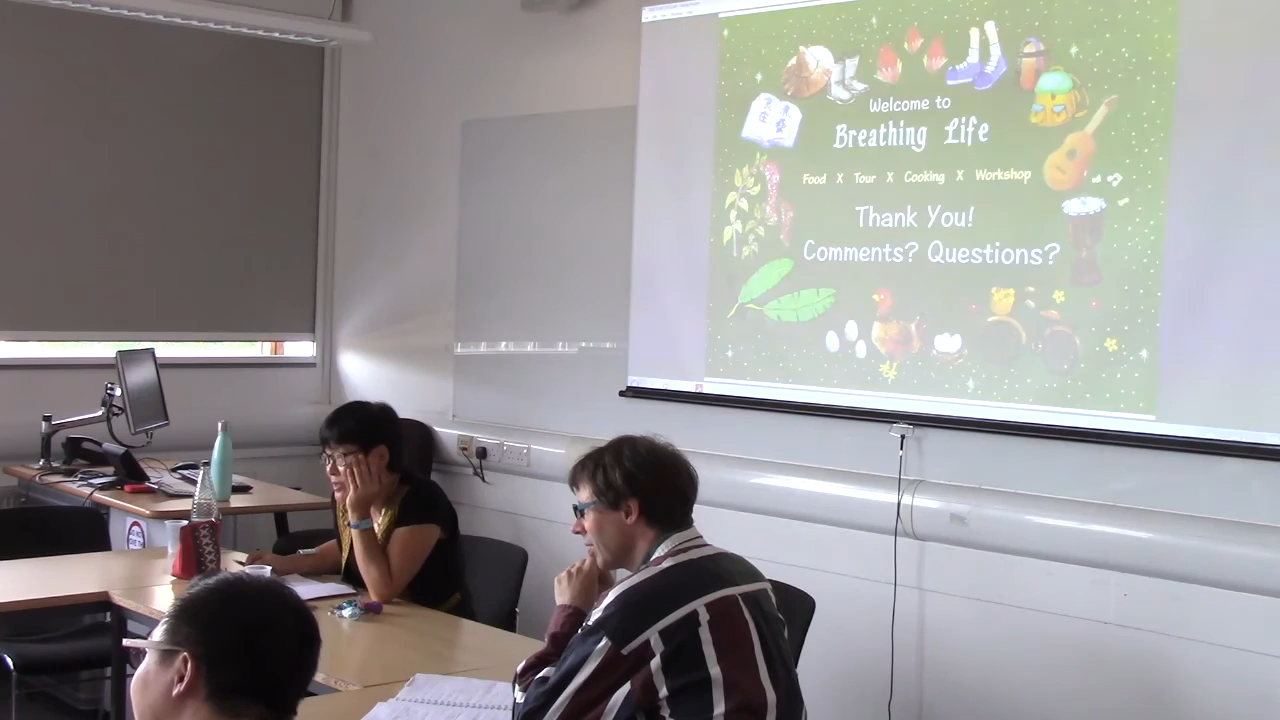 Welcome to
Breathing Life
Food X Tour X Cooking X Workshop
Thank You!
Comments? Questions?